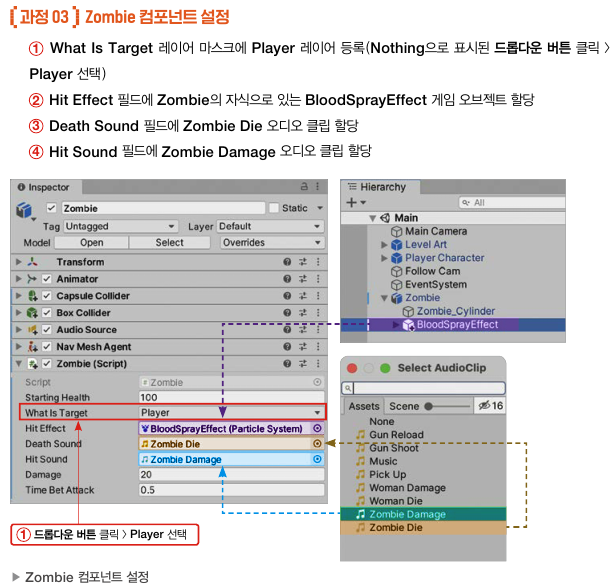 [과정 03] Zombie 컴포넌트 설정
① What Is Target 레이어 마스크에 Player 레이어 등록(Nothing으로 표시된 드롭다운 버튼 클릭 >
Player 선택)
② Hit Effect 필드에 Zombie의 자식으로 있는 BloodSprayEffect 게임 오브젝트 할당
③ Death Sound 필드에 Zombie Die 오디오 클립 할당
④ Hit Sound 필드에 Zombie Damage 오디오 클립 할당
Inspector
Zombie Static
Tag Untagged Layer Default
Model Open Select Overrides
Transform
Animator
Capsule Collider
Box Collider
Audio Source
Nav Mesh Agent
Zombie (Script)
Script Zombie
Starting Health 100
What Is Target Player
Hit Effect BloodSprayEffect (Particle System)
Death Sound Zombie Die
Hit Sound Zombie Damage
Damage 20
Time Bet Attack 0.5
① 드롭다운 버튼 클릭 > Player 선택
Hierarchy
All
Main
Main Camera
Level Art
Player Character
Follow Cam
EventSystem
Zombie
Zombie_Cylinder
BloodSprayEffect
Select AudioClip
Assets Scene 16
None
Gun Reload
Gun Shoot
Music
Pick Up
Woman Damage
Woman Die
Zombie Damage
Zombie Die
▶ Zombie 컴포넌트 설정